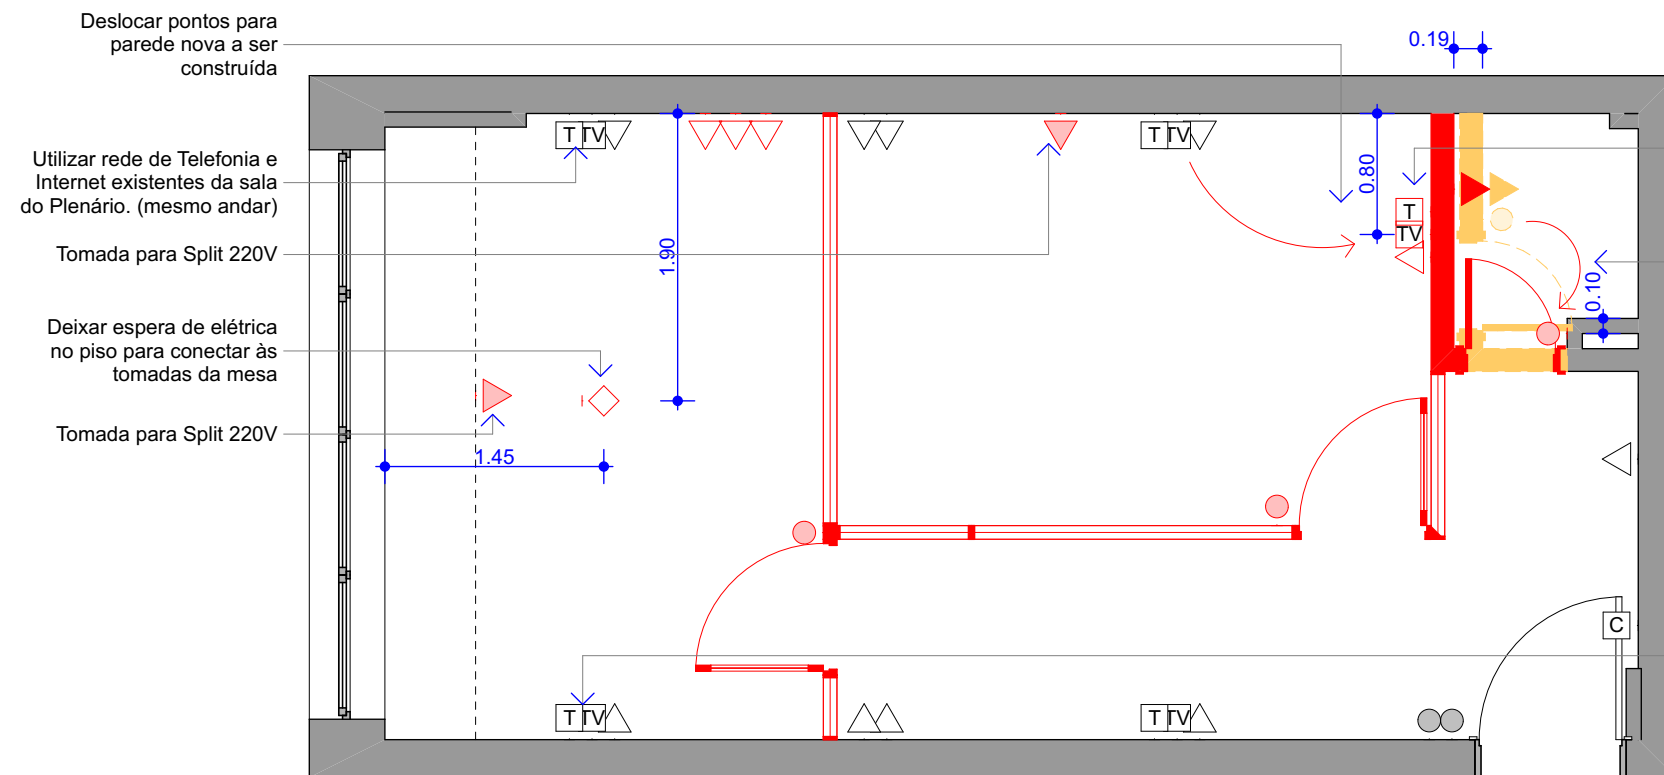 Deslocar pontos para
parede nova a ser
construída
0.19
T TV
T TV
Utilizar rede de Telefonia e
Internet existentes da sala
do Plenário. (mesmo andar)
0.80
T
TV
Tomada para Split 220V
1.90
0.10
Deixar espera de elétrica
no piso para conectar às
tomadas da mesa
Tomada para Split 220V
1.45
C
T TV
T TV